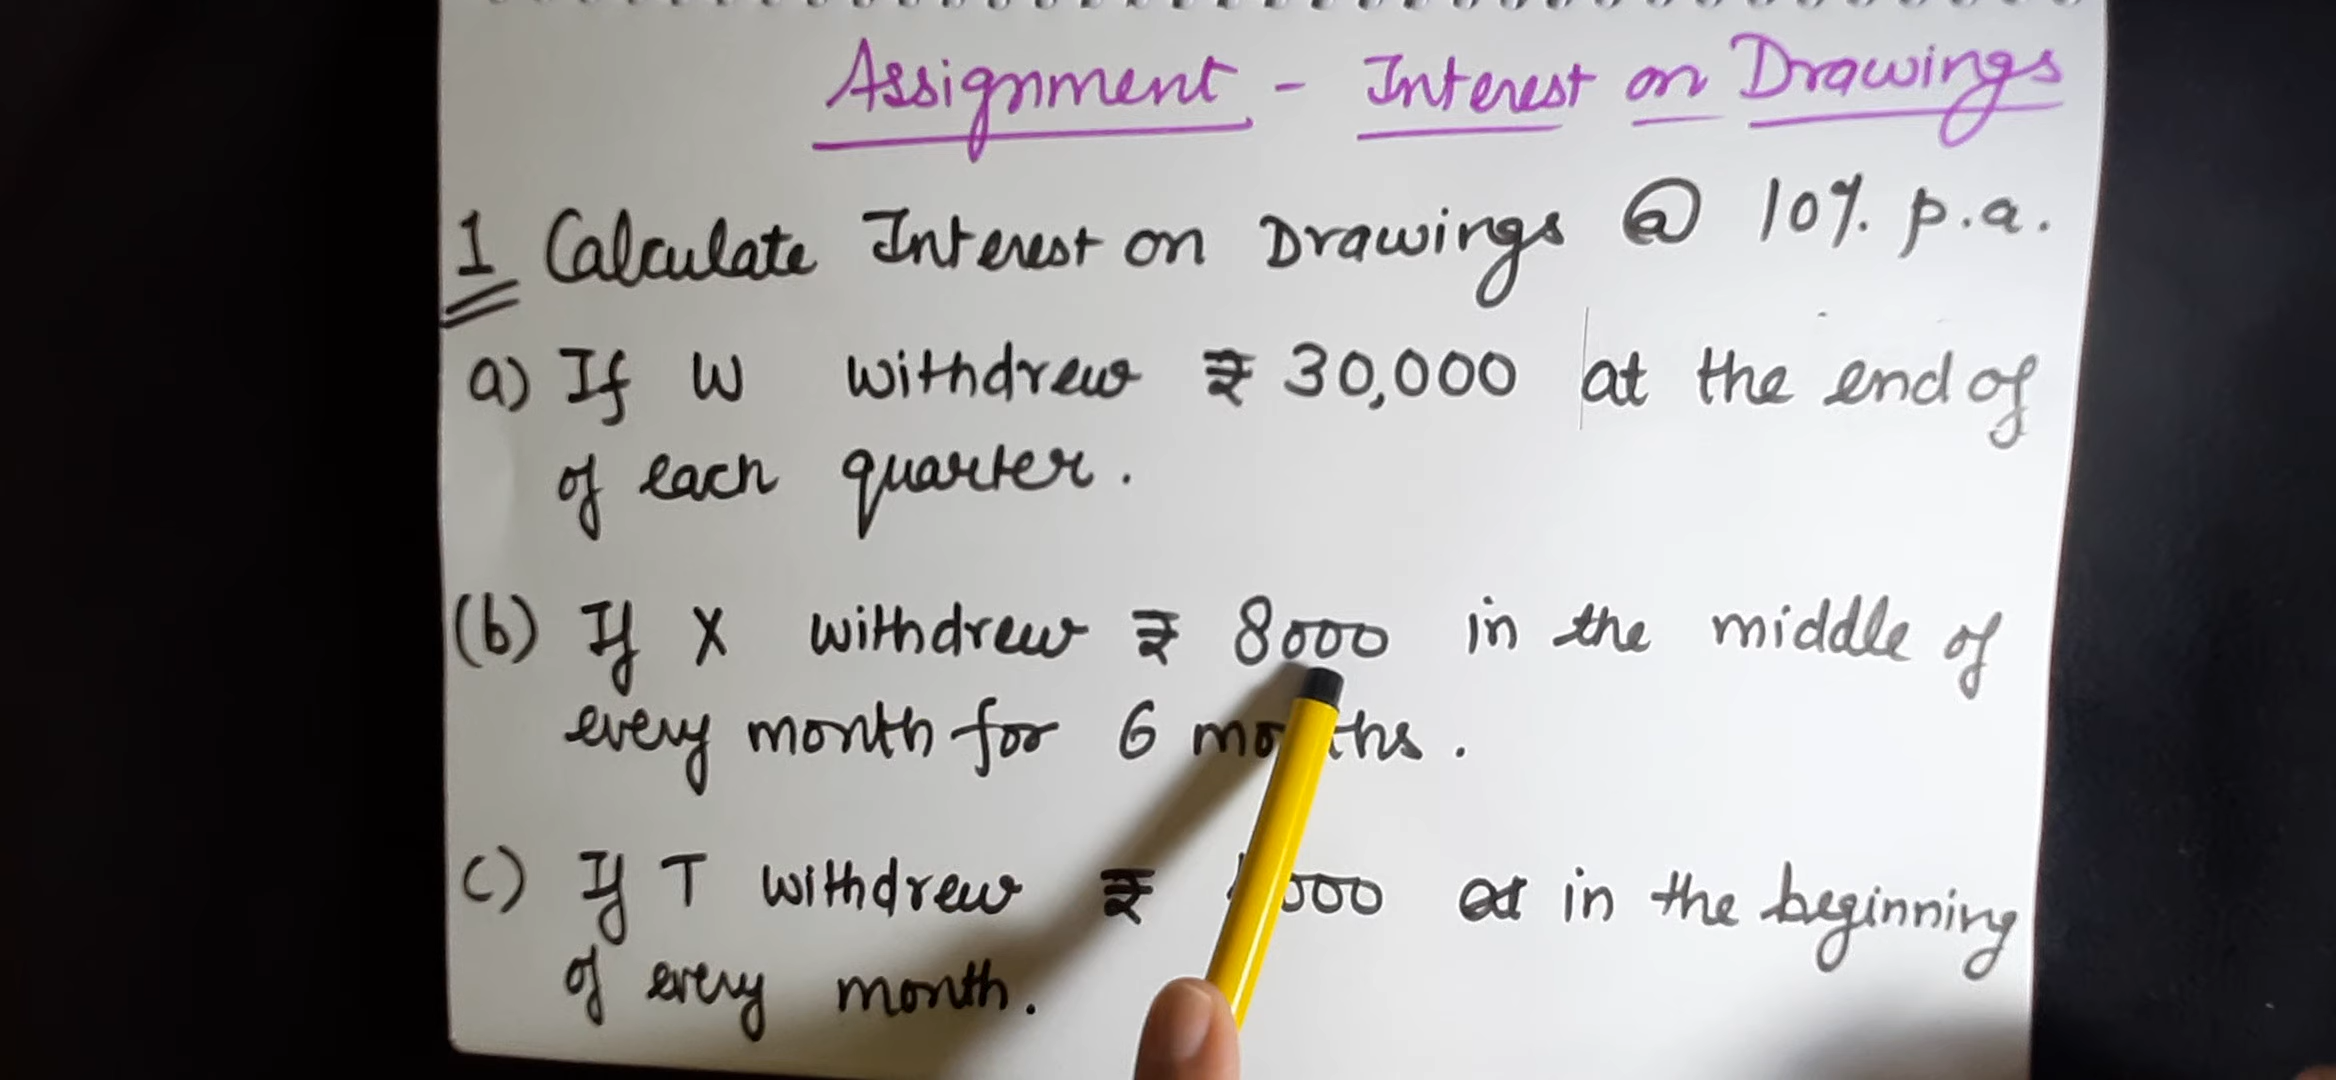 Assignment - Interest on Drawings
1 Calculate Interest on Drawings @ 10% p.a.
a) If W withdrew ₹ 30,000 at the end of
of each quarter.
(b) If X withdrew ₹ 8000 in the middle of
every month for 6 months.
c) If T withdrew ₹ in the beginning
of every month.